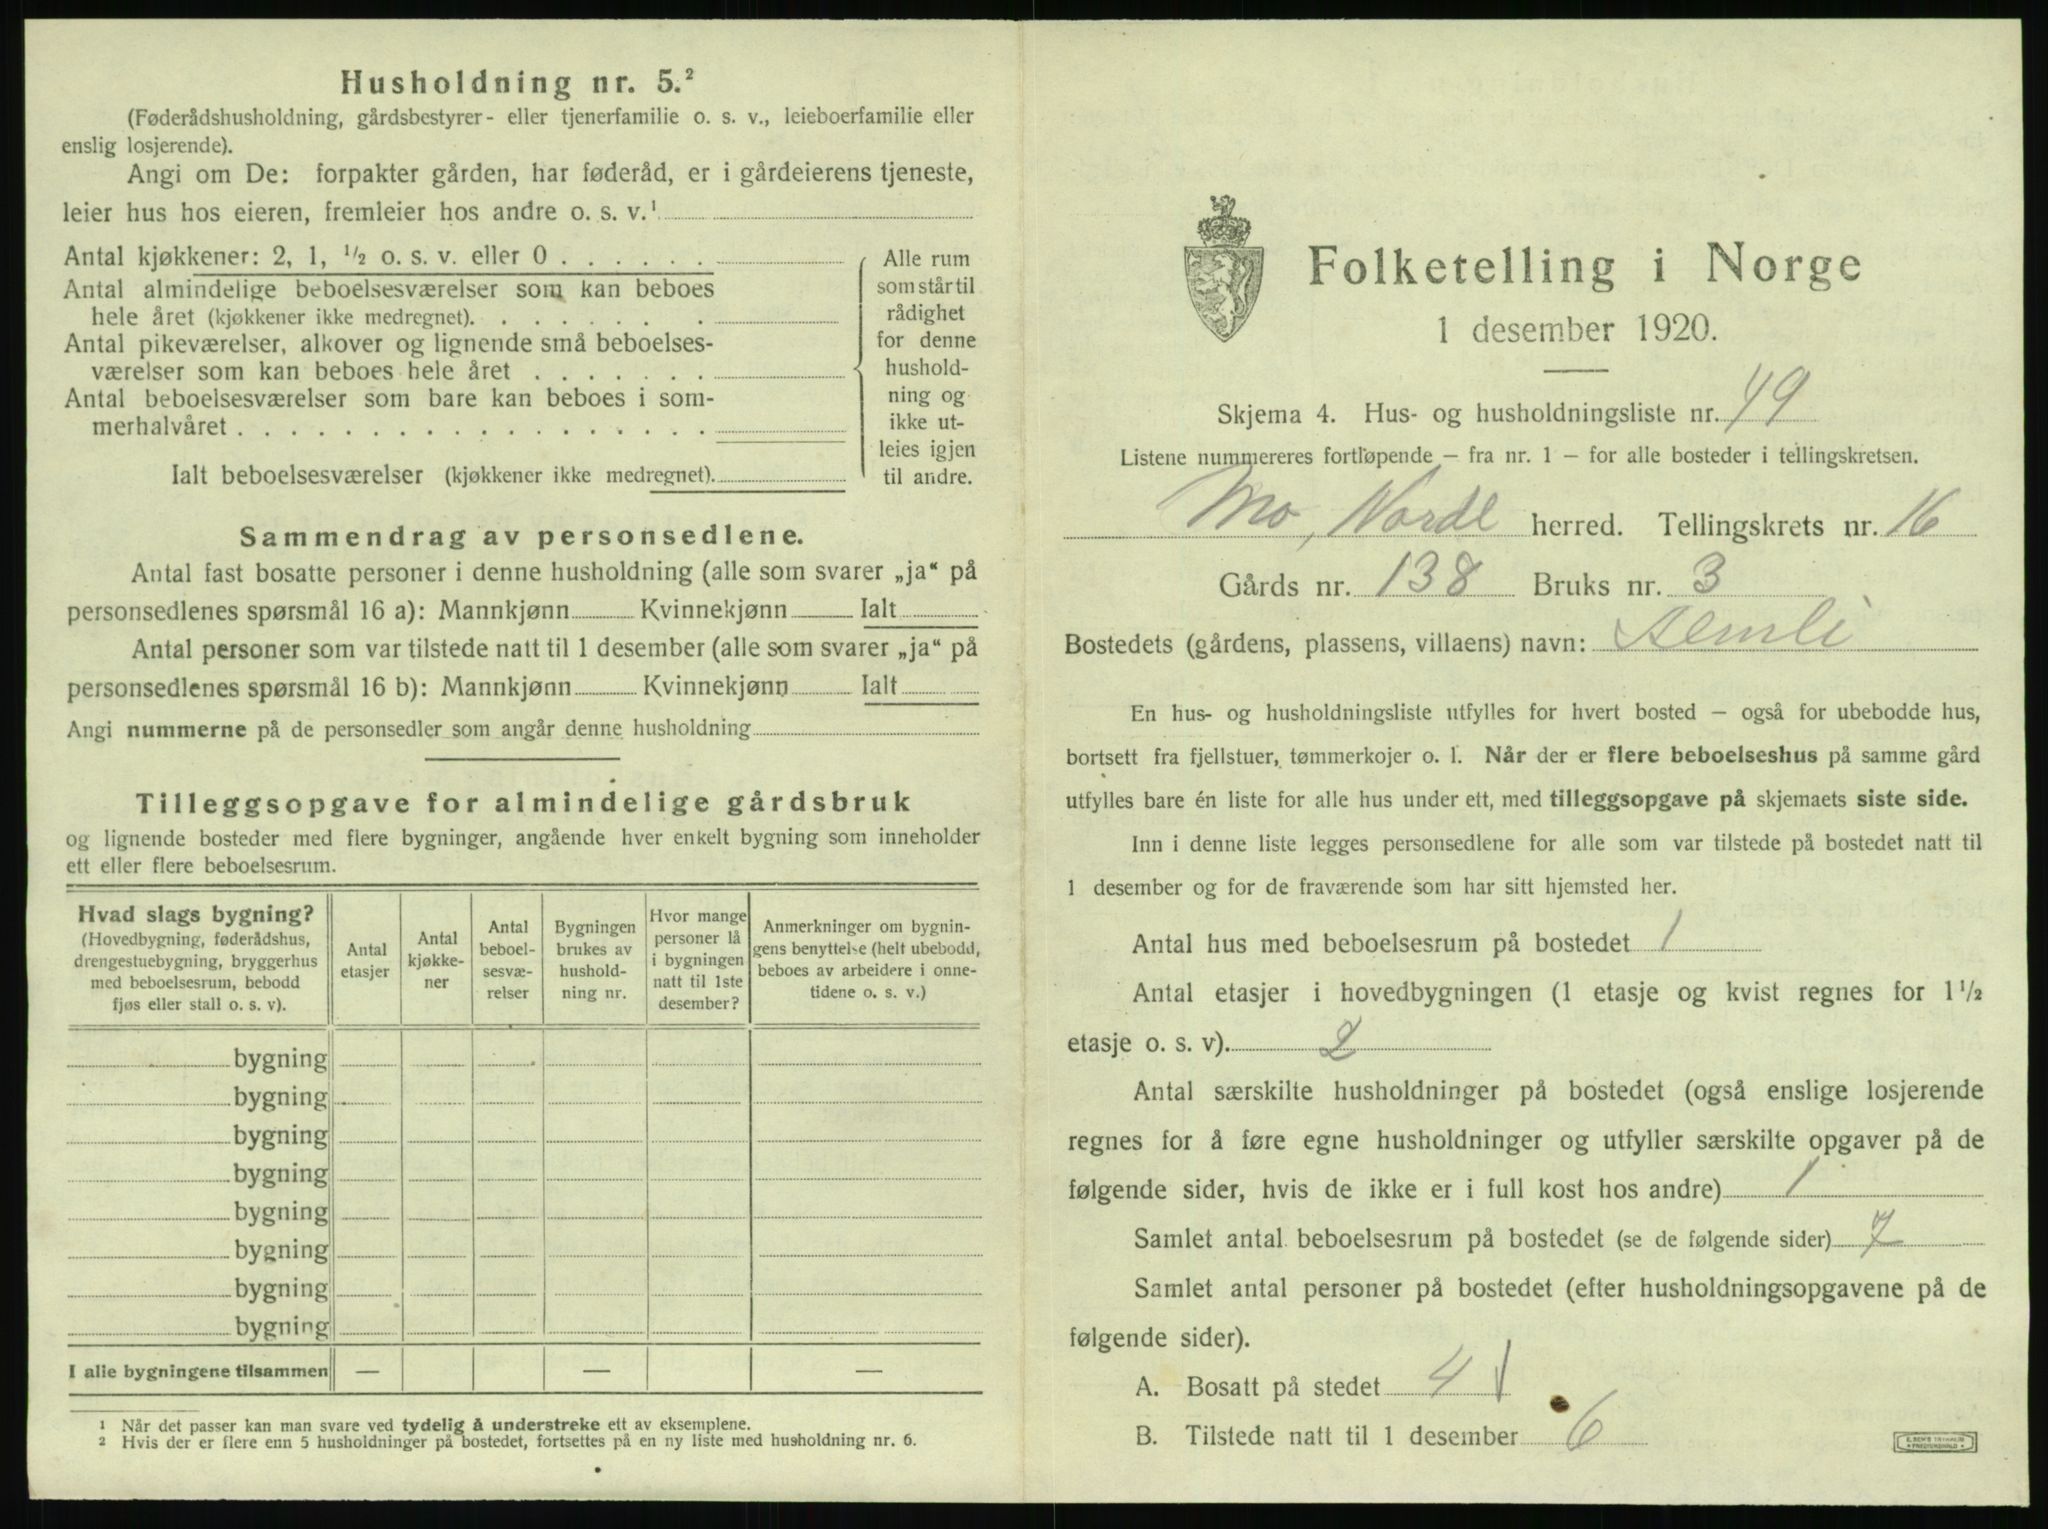 Husholdning nr. 5.²
(Føderådshusholdning, gårdsbestyrer- eller tjenerfamilie o. s. v., leieboerfamilie eller
enslig losjerende).
Angi om De: forpakter gården, har føderåd, er i gårdeierens tjeneste,
leier hus hos eieren, fremleier hos andre o. s. v.¹
Antal kjøkkener: 2, 1, ½ o. s. v. eller 0 . . . . . .
Antal almindelige beboelsesværelser som kan beboes
hele året (kjøkkener ikke medregnet). . . . . . . .
Antal pikeværelser, alkover og lignende små beboelses-
værelser som kan beboes hele året . . . . . . .
Antal beboelsesværelser som bare kan beboes i som-
merhalvåret . . . . . . . . . . . . . . . . . .
Ialt beboelsesværelser (kjøkkener ikke medregnet).
Alle rum
som står til
rådighet
for denne
hushold-
ning og
ikke ut-
leies igjen
til andre.
Sammendrag av personsedlene.
Antal fast bosatte personer i denne husholdning (alle som svarer „ja“ på
personsedlenes spørsmål 16 a): Mannkjønn Kvinnekjønn Ialt
Antal personer som var tilstede natt til 1 desember (alle som svarer „ja“ på
personsedlenes spørsmål 16 b): Mannkjønn Kvinnekjønn Ialt
Angi nummerne på de personsedler som angår denne husholdning
Tilleggsopgave for almindelige gårdsbruk
og lignende bosteder med flere bygninger, angående hver enkelt bygning som inneholder
ett eller flere beboelsesrum.
Hvad slags bygning?
(Hovedbygning, føderådshus,
drengestuebygning, bryggerhus
med beboelsesrum, bebodd
fjøs eller stall o. s. v).
Antal
etasjer
Antal
kjøkke-
ner
Antal
beboel-
sesvæ-
relser
Bygningen
brukes av
hushold-
ning nr.
Hvor mange
personer lå
i bygningen
natt til 1ste
desember?
Anmerkninger om bygnin-
gens benyttelse (helt ubebodd,
beboes av arbeidere i onne-
tidene o. s. v.)
bygning
bygning
bygning
bygning
bygning
bygning
bygning
bygning
I alle bygningene tilsammen — — —
¹ Når det passer kan man svare ved tydelig å understreke ett av eksemplene.
² Hvis der er flere enn 5 husholdninger på bostedet, fortsettes på en ny liste med husholdning nr. 6.
Folketelling i Norge
1 desember 1920.
Skjema 4. Hus- og husholdningsliste nr. 49
Listene nummereres fortløpende – fra nr. 1 – for alle bosteder i tellingskretsen.
Mo, Nordl herred. Tellingskrets nr. 16
Gårds nr. 138 Bruks nr. 3
Bostedets (gårdens, plassens, villaens) navn: Almli
En hus- og husholdningsliste utfylles for hvert bosted – også for ubebodde hus,
bortsett fra fjellstuer, tømmerkojer o. l. Når der er flere beboelseshus på samme gård
utfylles bare én liste for alle hus under ett, med tilleggsopgave på skjemaets siste side.
Inn i denne liste legges personsedlene for alle som var tilstede på bostedet natt til
1 desember og for de fraværende som har sitt hjemsted her.
Antal hus med beboelsesrum på bostedet 1
Antal etasjer i hovedbygningen (1 etasje og kvist regnes for 1½
etasje o. s. v). 2
Antal særskilte husholdninger på bostedet (også enslige losjerende
regnes for å føre egne husholdninger og utfyller særskilte opgaver på de
følgende sider, hvis de ikke er i full kost hos andre) 1
Samlet antal beboelsesrum på bostedet (se de følgende sider) 7
Samlet antal personer på bostedet (efter husholdningsopgavene på de
følgende sider).
A. Bosatt på stedet 4
B. Tilstede natt til 1 desember 6